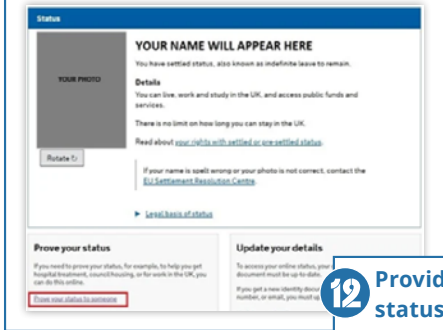 Status
YOUR NAME WILL APPEAR HERE
You have settled status, also known as indefinite leave to remain.
YOUR PHOTO
Details
You can live, work and study in the UK, and access public funds and
services.
There is no limit on how long you can stay in the UK.
Read about your rights with settled or pre-settled status.
Rotate ↻
If your name is spelt wrong or your photo is not correct, contact the
EU Settlement Resolution Centre.
► Legal basis of status
Prove your status
If you need to prove your status, for example, to help you get
hospital treatment, council housing, or for work in the UK, you
can do this online.
Prove your status to someone
Update your details
To access your online status, your
document must be up-to-date.
If you get a new identity docu
number, or email, you must up
12 Provid
status